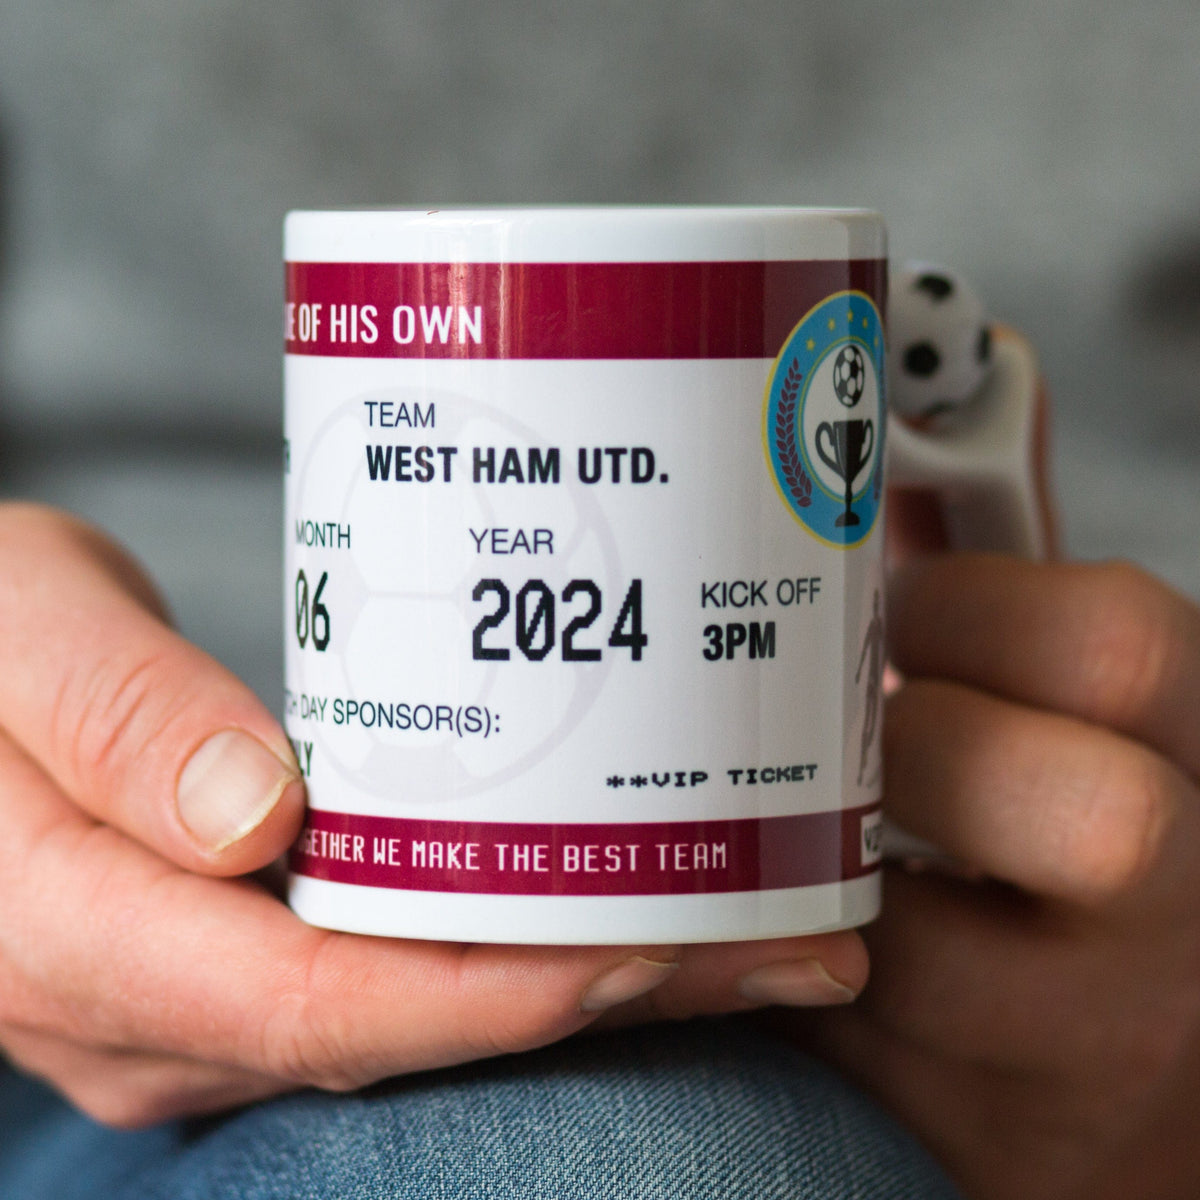 OF HIS OWN
TEAM
WEST HAM UTD.
MONTH
YEAR
06
2024
KICK OFF
3PM
DAY SPONSOR(S):
**VIP TICKET
WE MAKE THE BEST TEAM